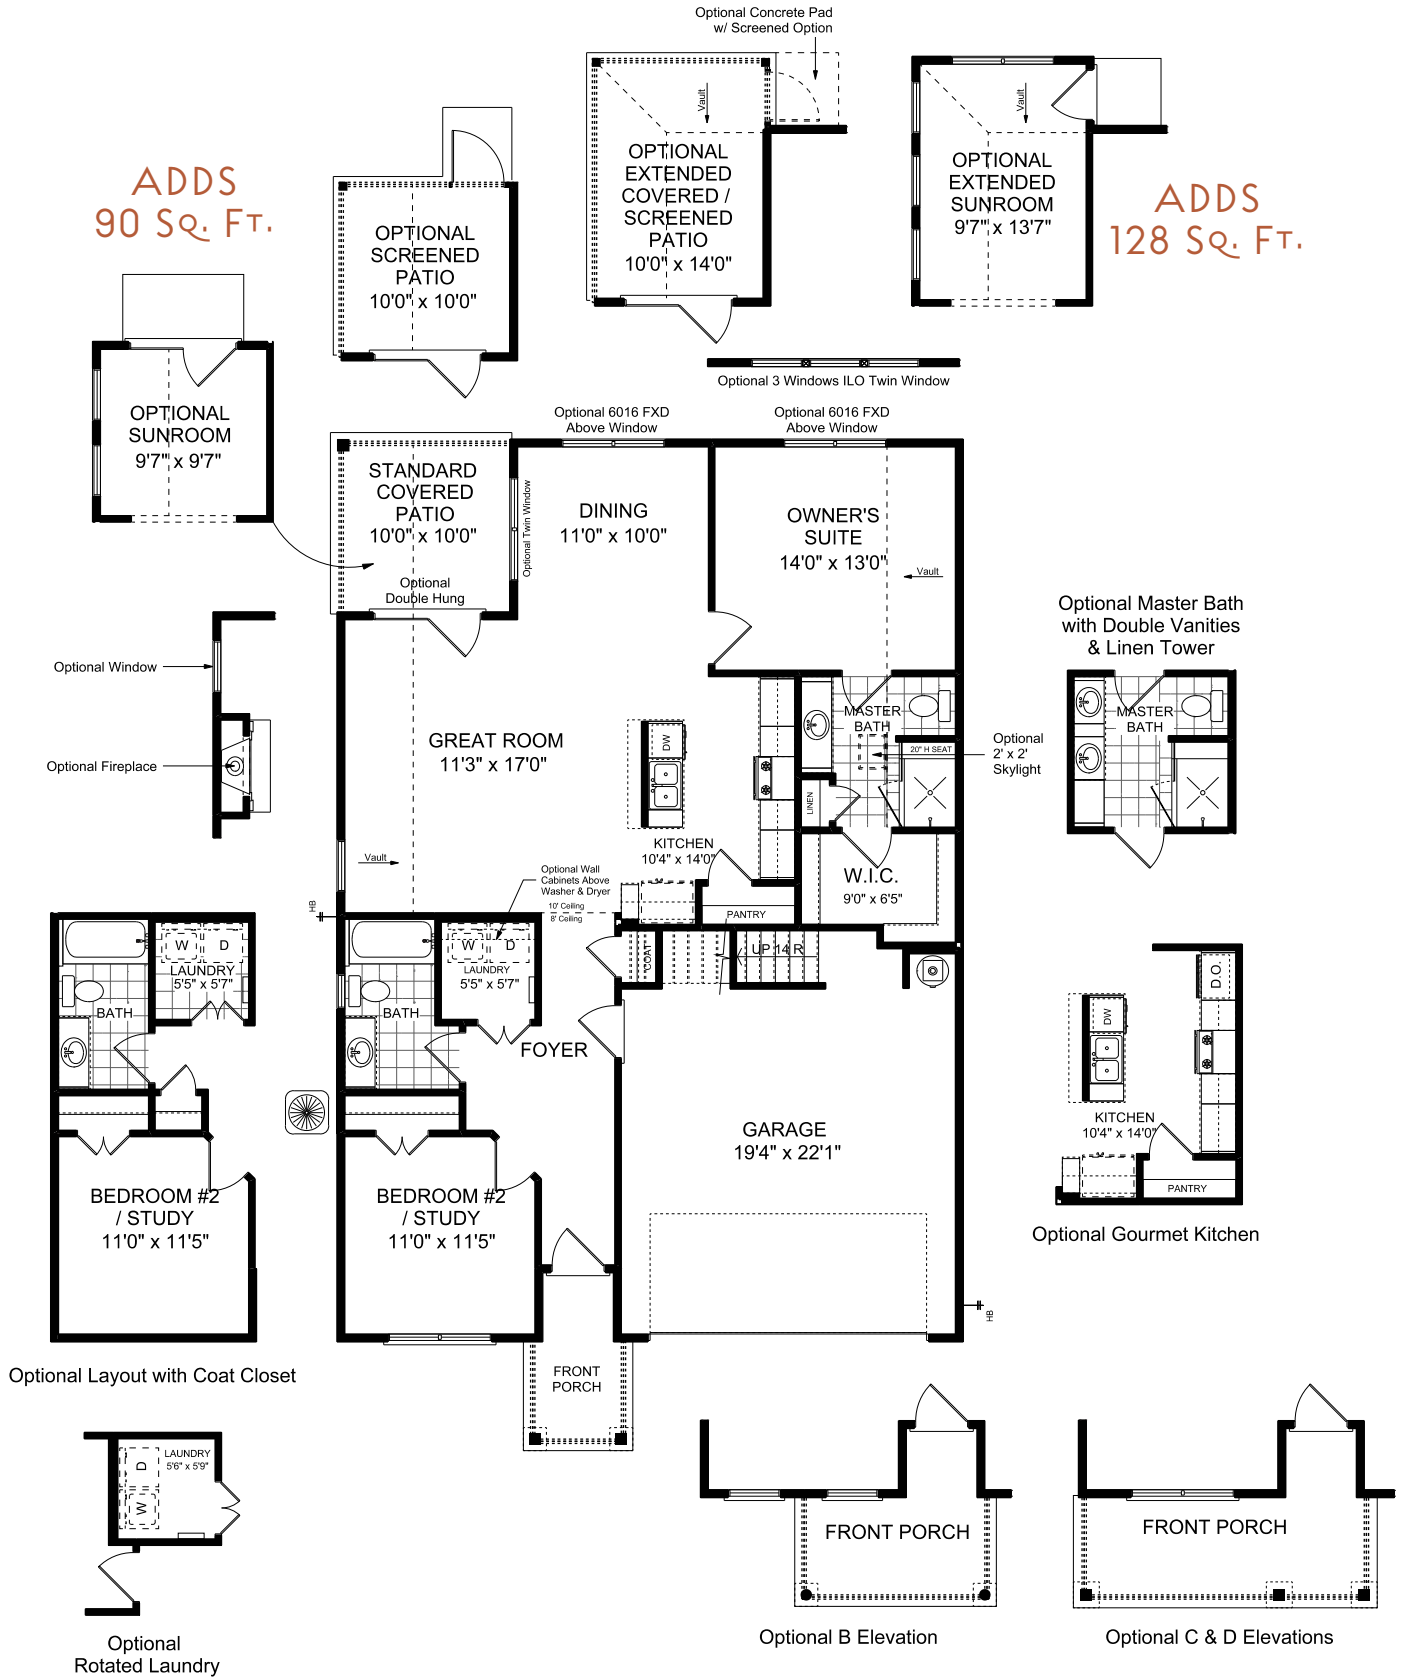 Optional Concrete Pad
w/ Screened Option
ADDS
90 SQ. FT.
OPTIONAL
SCREENED
PATIO
10'0" x 10'0"
Vault
OPTIONAL
EXTENDED
COVERED /
SCREENED
PATIO
10'0" x 14'0"
Vault
OPTIONAL
EXTENDED
SUNROOM
9'7" x 13'7"
ADDS
128 SQ. FT.
Optional 3 Windows ILO Twin Window
OPTIONAL
SUNROOM
9'7" x 9'7"
Optional 6016 FXD
Above Window
Optional 6016 FXD
Above Window
STANDARD
COVERED
PATIO
10'0" x 10'0"
Optional
Double Hung
Optional Twin Window
DINING
11'0" x 10'0"
OWNER'S
SUITE
14'0" x 13'0"
Vault
Optional Window
Optional Fireplace
GREAT ROOM
11'3" x 17'0"
Vault
DW
KITCHEN
10'4" x 14'0"
PANTRY
MASTER
BATH
20" H SEAT
LINEN
Optional
2' x 2'
Skylight
W.I.C.
9'0" x 6'5"
Optional Master Bath
with Double Vanities
& Linen Tower
MASTER
BATH
Optional Wall
Cabinets Above
Washer & Dryer
10' Ceiling
8' Ceiling
HB
W
D
LAUNDRY
5'5" x 5'7"
BATH
BEDROOM #2
/ STUDY
11'0" x 11'5"
Optional Layout with Coat Closet
W
D
LAUNDRY
5'5" x 5'7"
BATH
FOYER
COAT
UP 14 R
GARAGE
19'4" x 22'1"
BEDROOM #2
/ STUDY
11'0" x 11'5"
HB
FRONT
PORCH
D.O.
DW
KITCHEN
10'4" x 14'0"
PANTRY
Optional Gourmet Kitchen
LAUNDRY
5'6" x 5'9"
D
W
Optional
Rotated Laundry
FRONT PORCH
Optional B Elevation
FRONT PORCH
Optional C & D Elevations